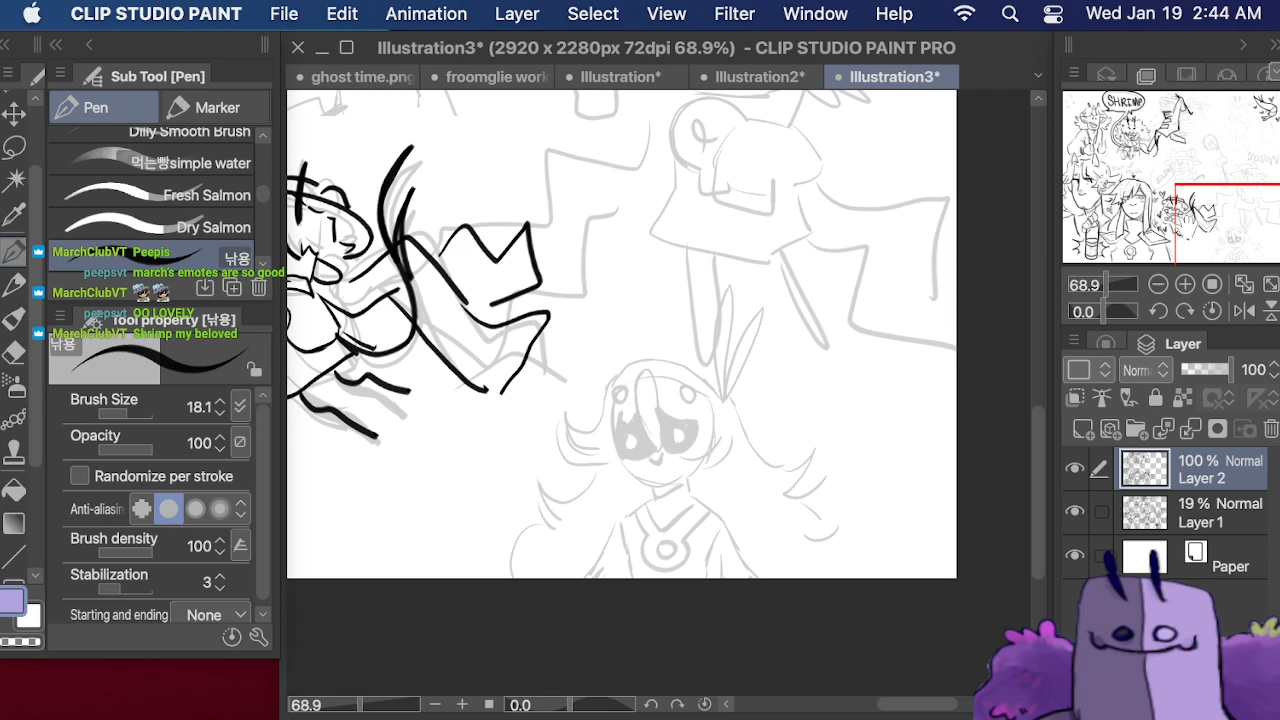 CLIP STUDIO PAINT File Edit Animation Layer Select View Filter Window Help Wed Jan 19 2:44 AM
Illustration3* (2920 x 2280px 72dpi 68.9%) - CLIP STUDIO PAINT PRO
Sub Tool [Pen]
ghost time.png froomglie work Illustration* Illustration2* Illustration3*
Pen Marker
Dilly Smooth Brush
먹는빵simple water
Fresh Salmon
Dry Salmon
낚용
MarchClubVT Peepis
peepsvt march's emotes are so good
MarchClubVT
peepsvt OO LOVELY
MarchClubVT Shrimp my beloved
Tool property [낚용]
낚용
Brush Size 18.1
Opacity 100
Randomize per stroke
Anti-aliasin
Brush density 100
Stabilization 3
Starting and ending None
68.9 0.0
SHRIMP
68.9
0.0
Layer
Norm 100
100 % Normal
Layer 2
19 % Normal
Layer 1
Paper